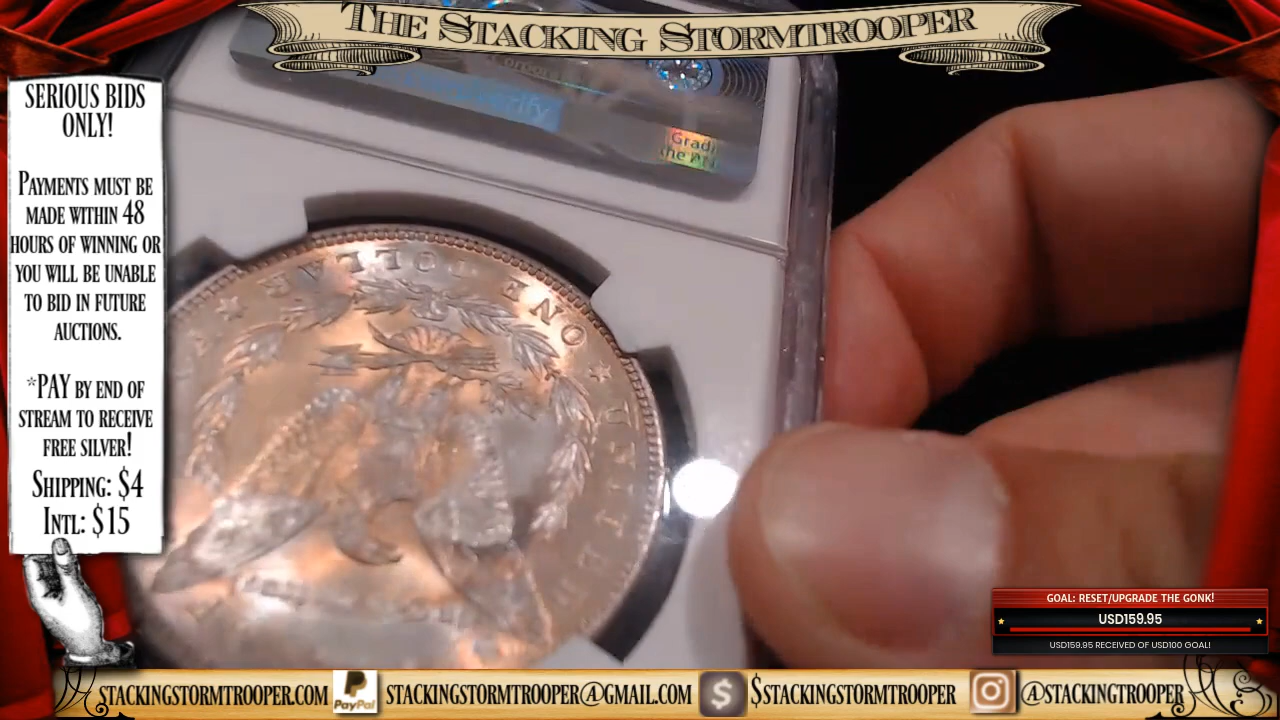 THE STACKING STORMTROOPER
SERIOUS BIDS
ONLY!
PAYMENTS MUST BE
MADE WITHIN 48
HOURS OF WINNING OR
YOU WILL BE UNABLE
TO BID IN FUTURE
AUCTIONS.
*PAY BY END OF
STREAM TO RECEIVE
FREE SILVER!
SHIPPING: $4
INTL: $15
ONE DOLLAR
GOAL: RESET/UPGRADE THE GONK!
USD159.95
USD159.95 RECEIVED OF USD100 GOAL!
STACKINGSTORMTROOPER.COM
PayPal
STACKINGSTORMTROOPER@GMAIL.COM
$
$STACKINGSTORMTROOPER
@STACKINGTROOPER